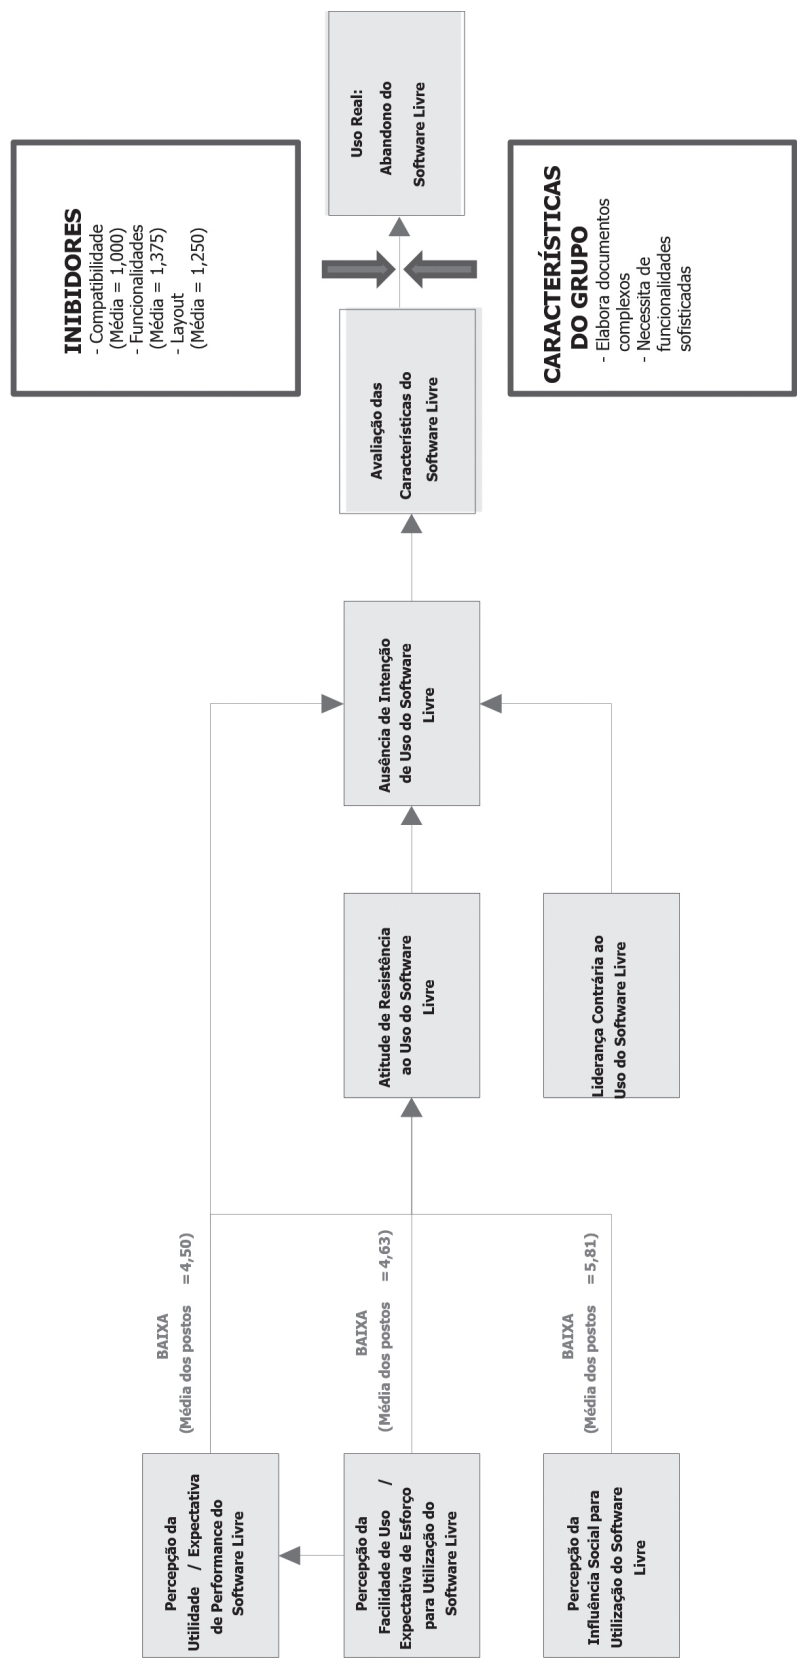 Percepção da
Utilidade / Expectativa
de Performance do
Software Livre
BAIXA
(Média dos postos = 4,50)
Percepção da
Facilidade de Uso /
Expectativa de Esforço
para Utilização do
Software Livre
BAIXA
(Média dos postos = 4,63)
Percepção da
Influência Social para
Utilização do Software
Livre
BAIXA
(Média dos postos = 5,81)
Atitude de Resistência
ao Uso do Software
Livre
Liderança Contrária ao
Uso do Software Livre
Ausência de Intenção
de Uso do Software
Livre
Avaliação das
Características do
Software Livre
Uso Real:
Abandono do
Software Livre
INIBIDORES
- Compatibilidade
(Média = 1,000)
- Funcionalidades
(Média = 1,375)
- Layout
(Média = 1,250)
CARACTERÍSTICAS
DO GRUPO
- Elabora documentos
complexos
- Necessita de
funcionalidades
sofisticadas